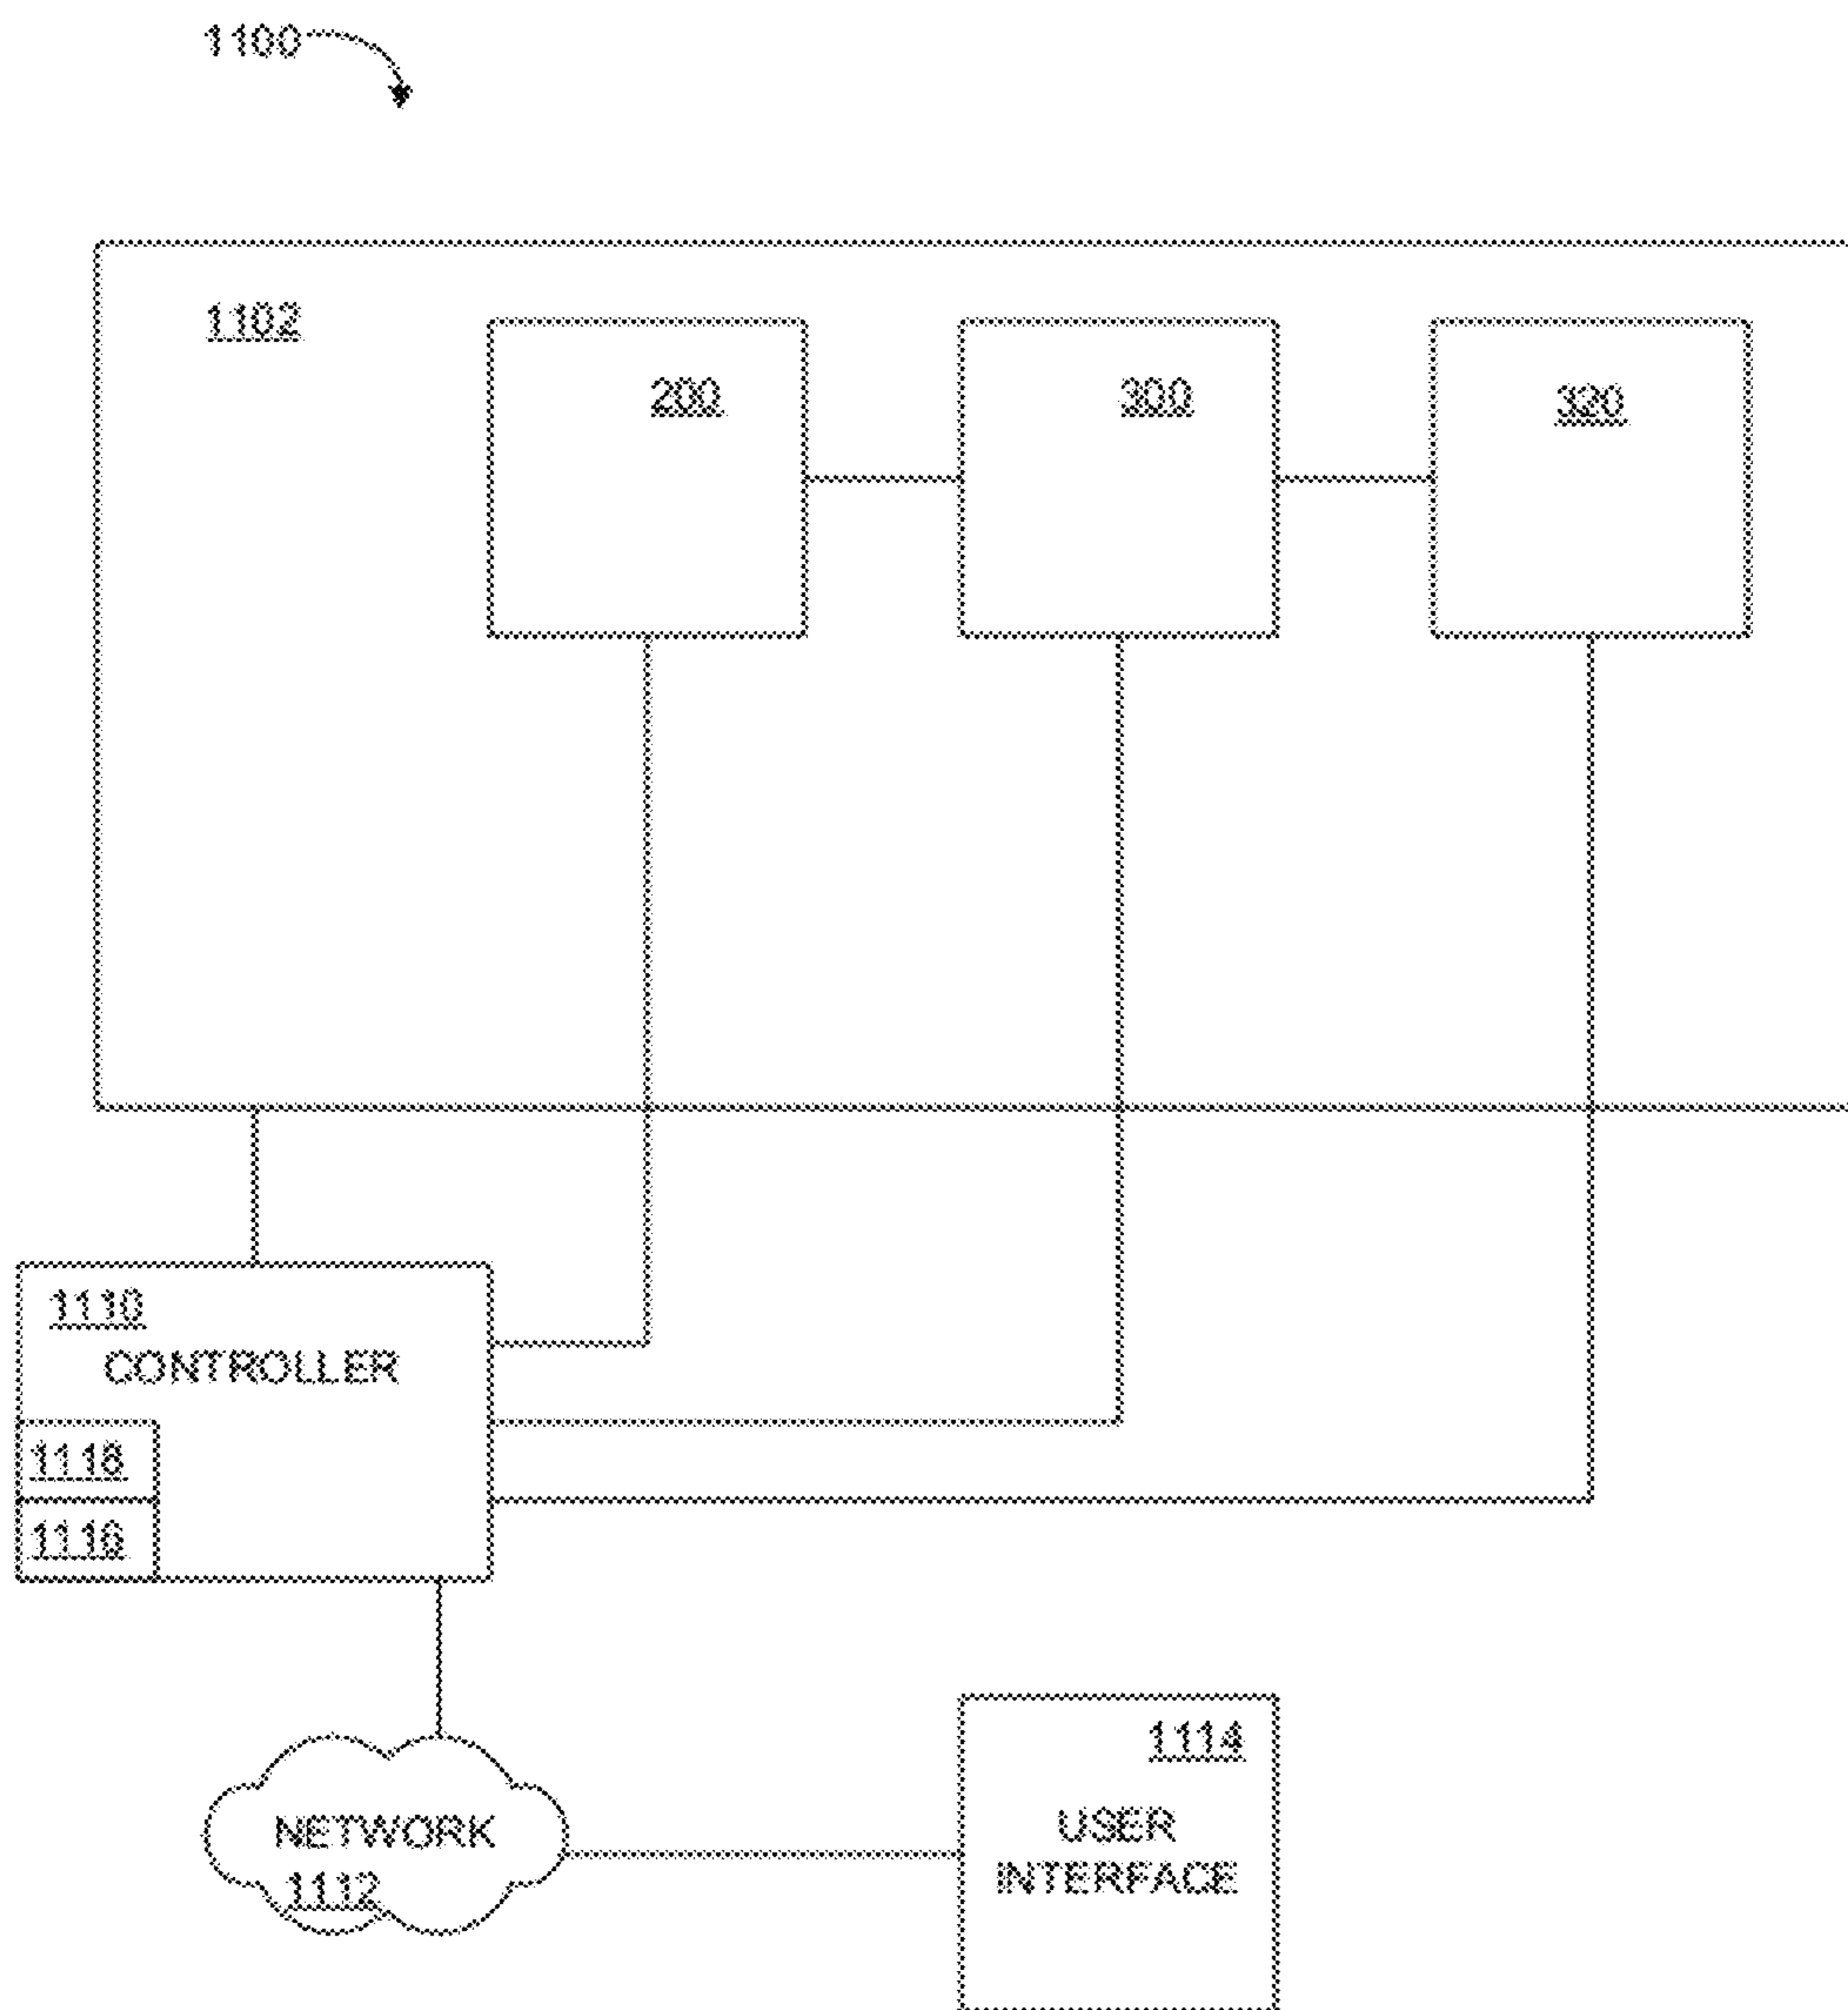 1100
1102
200
300
320
1110
CONTROLLER
1118
1116
NETWORK
1112
1114
USER
INTERFACE